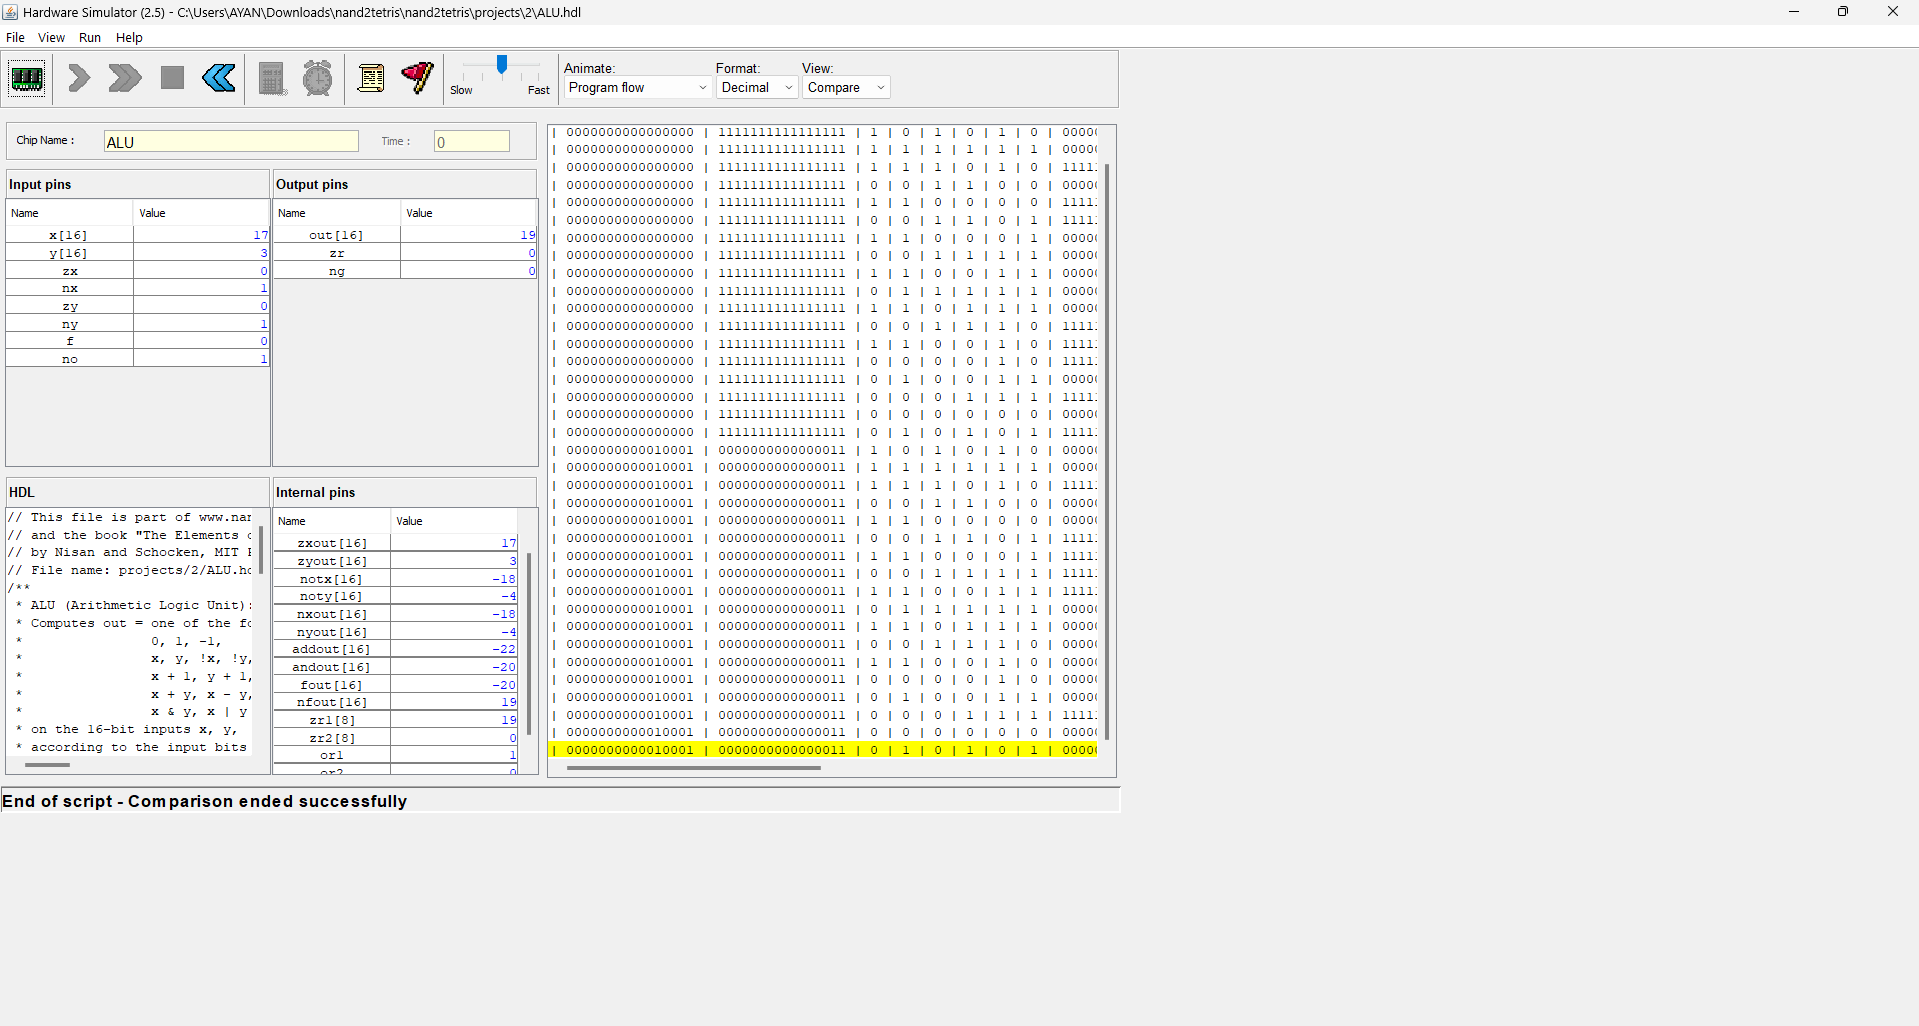 Hardware Simulator (2.5) - C:\Users\AYAN\Downloads\nand2tetris\nand2tetris\projects\2\ALU.hdl
File View Run Help
Slow Fast
Animate: Format: View:
Program flow Decimal Compare
Chip Name : ALU Time : 0
Input pins
Name Value
x[16] 17
y[16] 3
zx 0
nx 1
zy 0
ny 1
f 0
no 1
Output pins
Name Value
out[16] 19
zr 0
ng 0
HDL
// This file is part of www.nan
// and the book "The Elements o
// by Nisan and Schocken, MIT
// File name: projects/2/ALU.hd
/**
* ALU (Arithmetic Logic Unit):
* Computes out = one of the fo
* 0, 1, -1,
* x, y, !x, !y,
* x + 1, y + 1,
* x + y, x - y,
* x & y, x | y
* on the 16-bit inputs x, y,
* according to the input bits
Internal pins
Name Value
zxout[16] 17
zyout[16] 3
notx[16] -18
noty[16] -4
nxout[16] -18
nyout[16] -4
addout[16] -22
andout[16] -20
fout[16] -20
nfout[16] 19
zr1[8] 19
zr2[8] 0
or1 1
or2 0
| 0000000000000000 | 1111111111111111 | 1 | 0 | 1 | 0 | 1 | 0 | 0000
| 0000000000000000 | 1111111111111111 | 1 | 1 | 1 | 1 | 1 | 1 | 0000
| 0000000000000000 | 1111111111111111 | 1 | 1 | 1 | 0 | 1 | 0 | 1111
| 0000000000000000 | 1111111111111111 | 0 | 0 | 1 | 1 | 0 | 0 | 0000
| 0000000000000000 | 1111111111111111 | 1 | 1 | 0 | 0 | 0 | 0 | 1111
| 0000000000000000 | 1111111111111111 | 0 | 0 | 1 | 1 | 0 | 1 | 1111
| 0000000000000000 | 1111111111111111 | 1 | 1 | 0 | 0 | 0 | 1 | 0000
| 0000000000000000 | 1111111111111111 | 0 | 0 | 1 | 1 | 1 | 1 | 0000
| 0000000000000000 | 1111111111111111 | 1 | 1 | 0 | 0 | 1 | 1 | 0000
| 0000000000000000 | 1111111111111111 | 0 | 1 | 1 | 1 | 1 | 1 | 0000
| 0000000000000000 | 1111111111111111 | 1 | 1 | 0 | 1 | 1 | 1 | 0000
| 0000000000000000 | 1111111111111111 | 0 | 0 | 1 | 1 | 1 | 0 | 1111
| 0000000000000000 | 1111111111111111 | 1 | 1 | 0 | 0 | 1 | 0 | 1111
| 0000000000000000 | 1111111111111111 | 0 | 0 | 0 | 0 | 1 | 0 | 1111
| 0000000000000000 | 1111111111111111 | 0 | 1 | 0 | 0 | 1 | 1 | 0000
| 0000000000000000 | 1111111111111111 | 0 | 0 | 0 | 1 | 1 | 1 | 1111
| 0000000000000000 | 1111111111111111 | 0 | 0 | 0 | 0 | 0 | 0 | 0000
| 0000000000000000 | 1111111111111111 | 0 | 1 | 0 | 1 | 0 | 1 | 1111
| 0000000000010001 | 0000000000000011 | 1 | 0 | 1 | 0 | 1 | 0 | 0000
| 0000000000010001 | 0000000000000011 | 1 | 1 | 1 | 1 | 1 | 1 | 0000
| 0000000000010001 | 0000000000000011 | 1 | 1 | 1 | 0 | 1 | 0 | 1111
| 0000000000010001 | 0000000000000011 | 0 | 0 | 1 | 1 | 0 | 0 | 0000
| 0000000000010001 | 0000000000000011 | 1 | 1 | 0 | 0 | 0 | 0 | 0000
| 0000000000010001 | 0000000000000011 | 0 | 0 | 1 | 1 | 0 | 1 | 1111
| 0000000000010001 | 0000000000000011 | 1 | 1 | 0 | 0 | 0 | 1 | 1111
| 0000000000010001 | 0000000000000011 | 0 | 0 | 1 | 1 | 1 | 1 | 1111
| 0000000000010001 | 0000000000000011 | 1 | 1 | 0 | 0 | 1 | 1 | 1111
| 0000000000010001 | 0000000000000011 | 0 | 1 | 1 | 1 | 1 | 1 | 0000
| 0000000000010001 | 0000000000000011 | 1 | 1 | 0 | 1 | 1 | 1 | 0000
| 0000000000010001 | 0000000000000011 | 0 | 0 | 1 | 1 | 1 | 0 | 0000
| 0000000000010001 | 0000000000000011 | 1 | 1 | 0 | 0 | 1 | 0 | 0000
| 0000000000010001 | 0000000000000011 | 0 | 0 | 0 | 0 | 1 | 0 | 0000
| 0000000000010001 | 0000000000000011 | 0 | 1 | 0 | 0 | 1 | 1 | 0000
| 0000000000010001 | 0000000000000011 | 0 | 0 | 0 | 1 | 1 | 1 | 1111
| 0000000000010001 | 0000000000000011 | 0 | 0 | 0 | 0 | 0 | 0 | 0000
| 0000000000010001 | 0000000000000011 | 0 | 1 | 0 | 1 | 0 | 1 | 0000
End of script - Comparison ended successfully